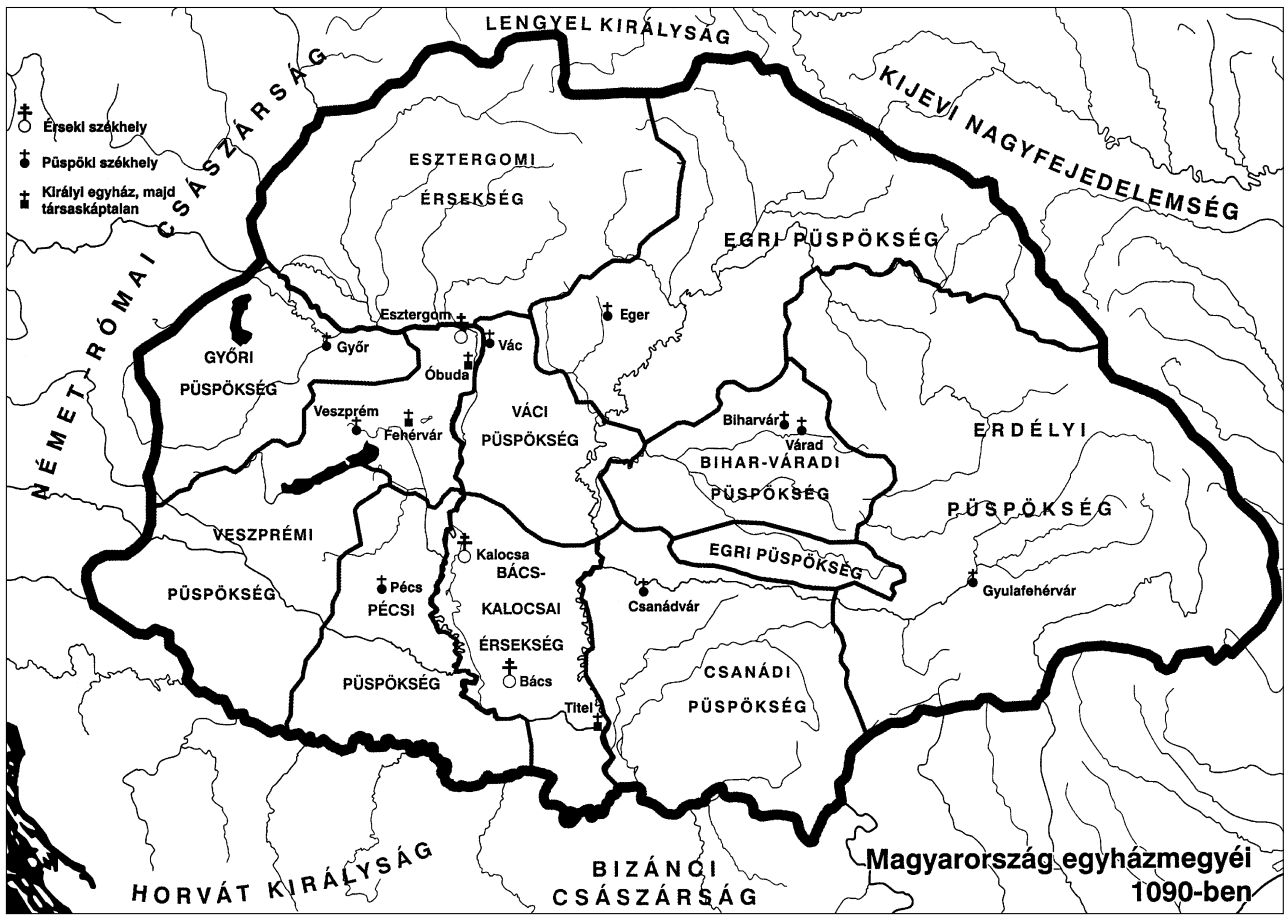 LENGYEL KIRÁLYSÁG
KIJEVI NAGYFEJEDELEMSÉG
NÉMET-RÓMAI CSÁSZÁRSÁG
Érseki székhely
Püspöki székhely
Királyi egyház, majd
társaskáptalan
ESZTERGOMI
ÉRSEKSÉG
EGRI PÜSPÖKSÉG
Esztergom
Eger
Győr
Vác
GYŐRI
PÜSPÖKSÉG
Óbuda
Veszprém
Fehérvár
VÁCI
PÜSPÖKSÉG
Biharvár
Várad
BIHAR-VÁRADI
PÜSPÖKSÉG
ERDÉLYI
PÜSPÖKSÉG
VESZPRÉMI
PÜSPÖKSÉG
Kalocsa
BÁCS-
KALOCSAI
ÉRSEKSÉG
EGRI PÜSPÖKSÉG
Pécs
PÉCSI
PÜSPÖKSÉG
Csanádvár
Gyulafehérvár
Bács
Titel
CSANÁDI
PÜSPÖKSÉG
HORVÁT KIRÁLYSÁG
BIZÁNCI
CSÁSZÁRSÁG
Magyarország egyházmegyéi
1090-ben